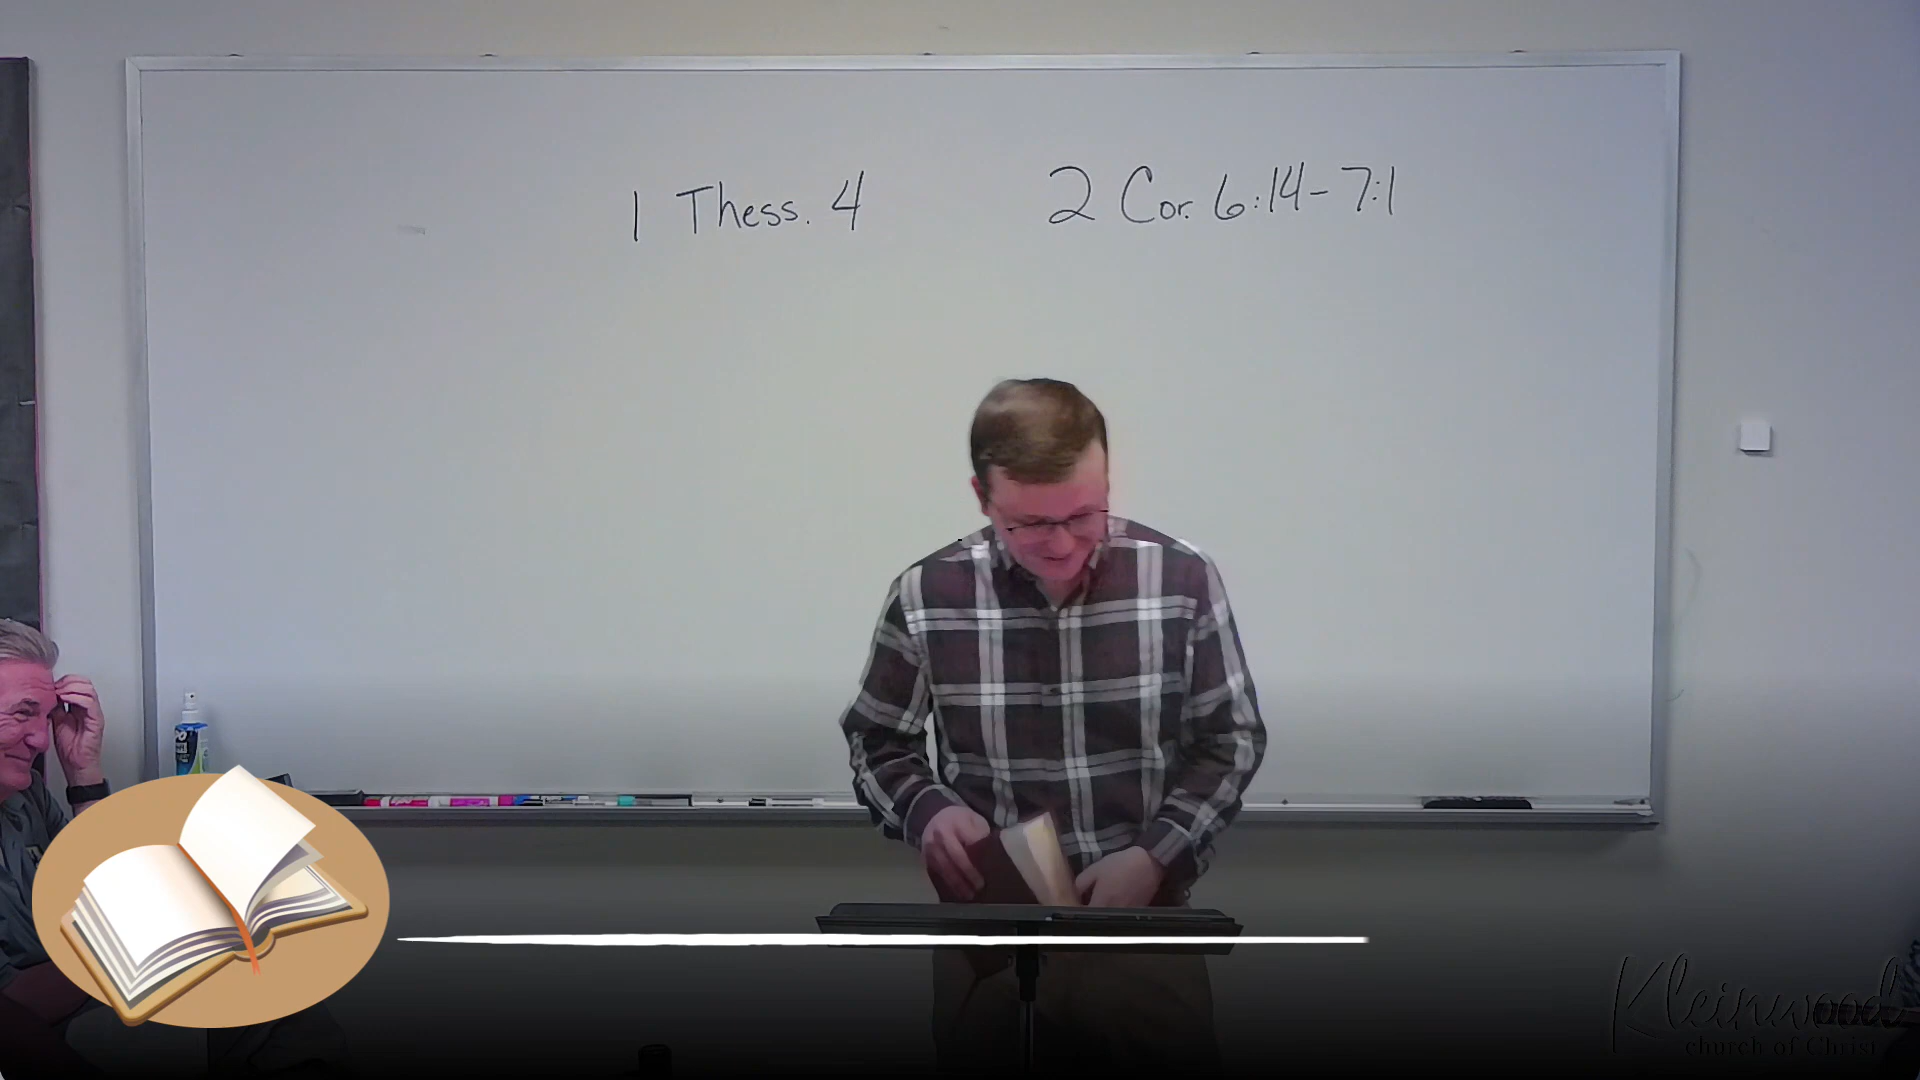 1 Thess. 4
2 Cor. 6:14-7:1
Kleinwood
church of Christ